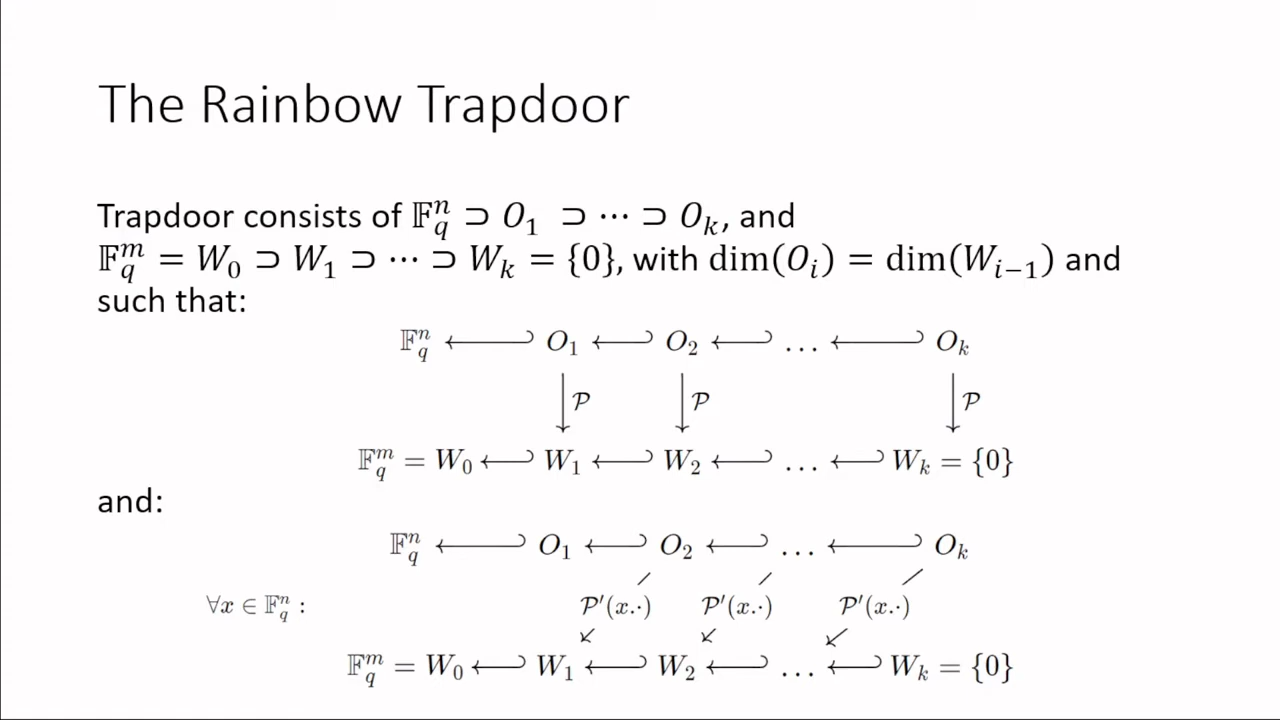 The Rainbow Trapdoor
Trapdoor consists of 𝔽_q^n ⊃ O_1 ⊃ ⋯ ⊃ O_k, and
𝔽_q^m = W_0 ⊃ W_1 ⊃ ⋯ ⊃ W_k = {0}, with dim(O_i) = dim(W_{i−1}) and
such that:
𝔽_q^n ⟵⊃ O_1 ⟵⊃ O_2 ⟵⊃ … ⟵⊃ O_k
↓𝒫 ↓𝒫 ↓𝒫
𝔽_q^m = W_0 ⟵⊃ W_1 ⟵⊃ W_2 ⟵⊃ … ⟵⊃ W_k = {0}
and:
𝔽_q^n ⟵⊃ O_1 ⟵⊃ O_2 ⟵⊃ … ⟵⊃ O_k
∀x ∈ 𝔽_q^n : 𝒫′(x.·) 𝒫′(x.·) 𝒫′(x.·)
𝔽_q^m = W_0 ⟵⊃ W_1 ⟵⊃ W_2 ⟵⊃ … ⟵⊃ W_k = {0}